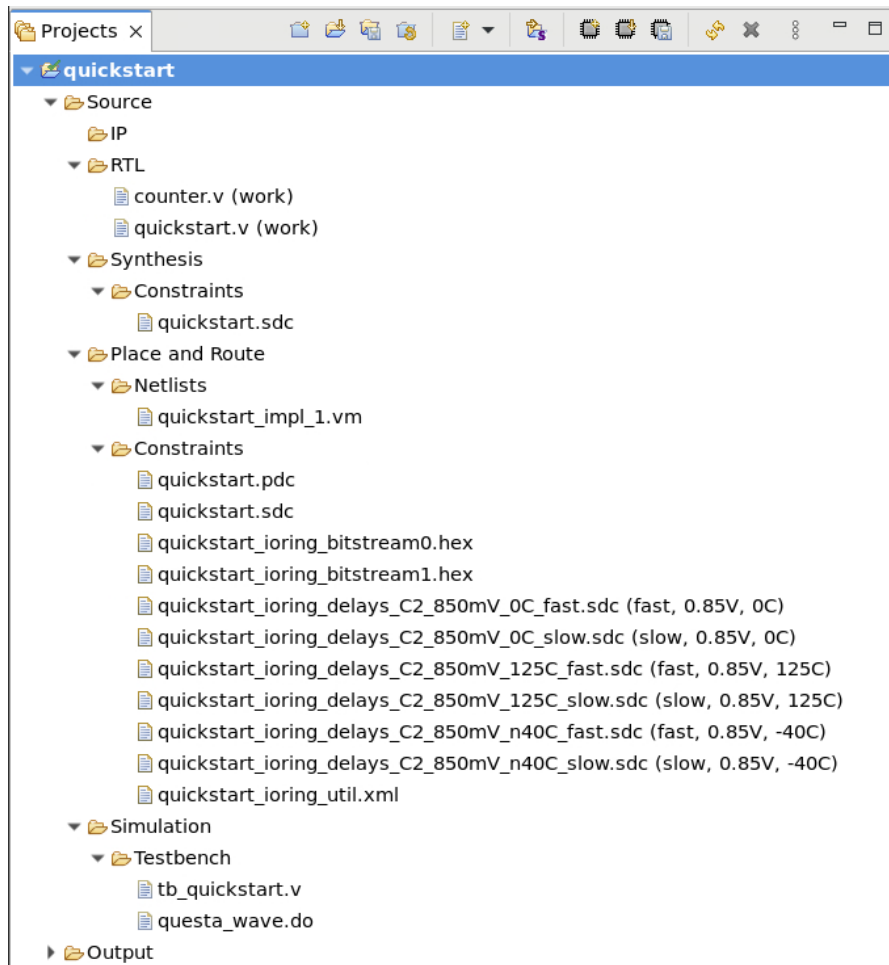 Projects
quickstart
Source
IP
RTL
counter.v (work)
quickstart.v (work)
Synthesis
Constraints
quickstart.sdc
Place and Route
Netlists
quickstart_impl_1.vm
Constraints
quickstart.pdc
quickstart.sdc
quickstart_ioring_bitstream0.hex
quickstart_ioring_bitstream1.hex
quickstart_ioring_delays_C2_850mV_0C_fast.sdc (fast, 0.85V, 0C)
quickstart_ioring_delays_C2_850mV_0C_slow.sdc (slow, 0.85V, 0C)
quickstart_ioring_delays_C2_850mV_125C_fast.sdc (fast, 0.85V, 125C)
quickstart_ioring_delays_C2_850mV_125C_slow.sdc (slow, 0.85V, 125C)
quickstart_ioring_delays_C2_850mV_n40C_fast.sdc (fast, 0.85V, -40C)
quickstart_ioring_delays_C2_850mV_n40C_slow.sdc (slow, 0.85V, -40C)
quickstart_ioring_util.xml
Simulation
Testbench
tb_quickstart.v
questa_wave.do
Output